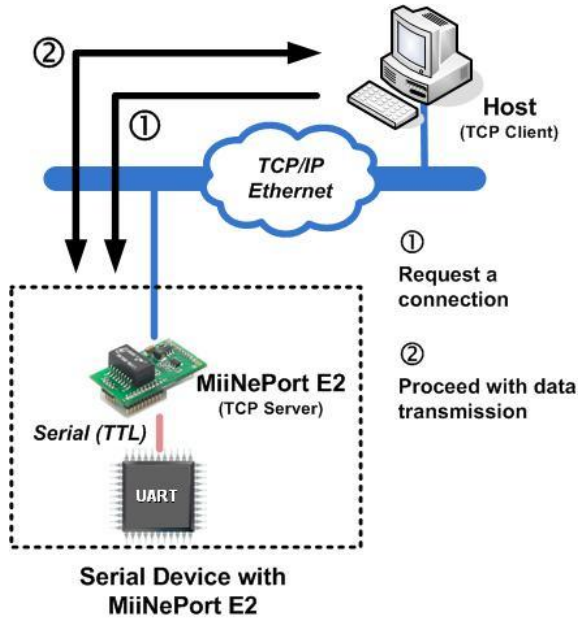 ②
①
Host
(TCP Client)
TCP/IP
Ethernet
①
Request a
connection
②
Proceed with data
transmission
MiiNePort E2
(TCP Server)
Serial (TTL)
UART
Serial Device with
MiiNePort E2